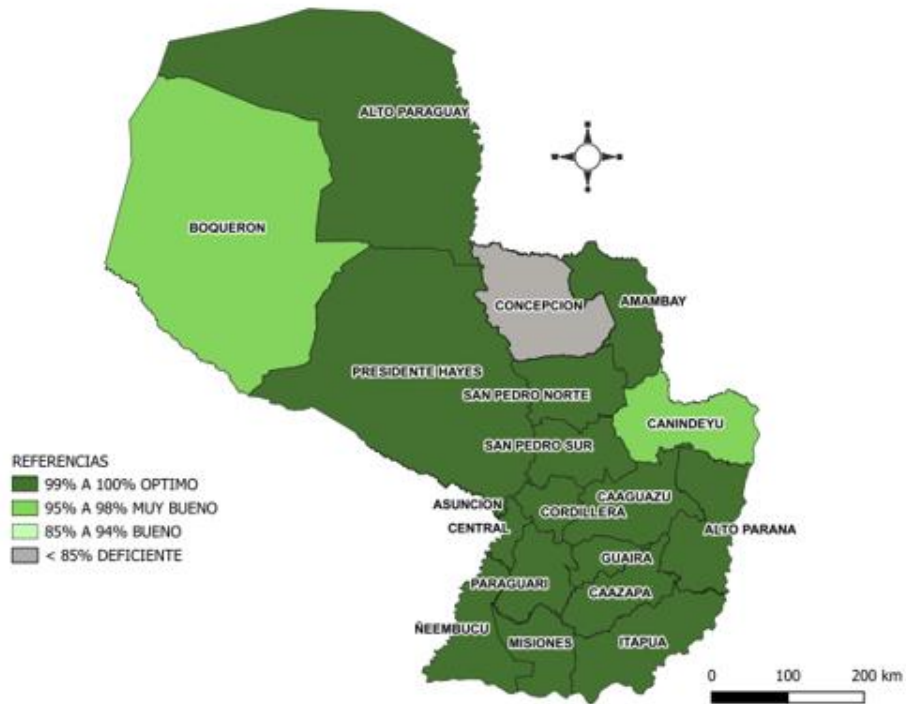 ALTO PARAGUAY
BOQUERON
CONCEPCION
AMAMBAY
PRESIDENTE HAYES
SAN PEDRO NORTE
CANINDEYU
SAN PEDRO SUR
REFERENCIAS
99% A 100% OPTIMO
95% A 98% MUY BUENO
85% A 94% BUENO
< 85% DEFICIENTE
ASUNCION
CENTRAL
CORDILLERA
CAAGUAZU
ALTO PARANA
GUAIRA
PARAGUARI
CAAZAPA
ÑEEMBUCU
MISIONES
ITAPUA
0 100 200 km